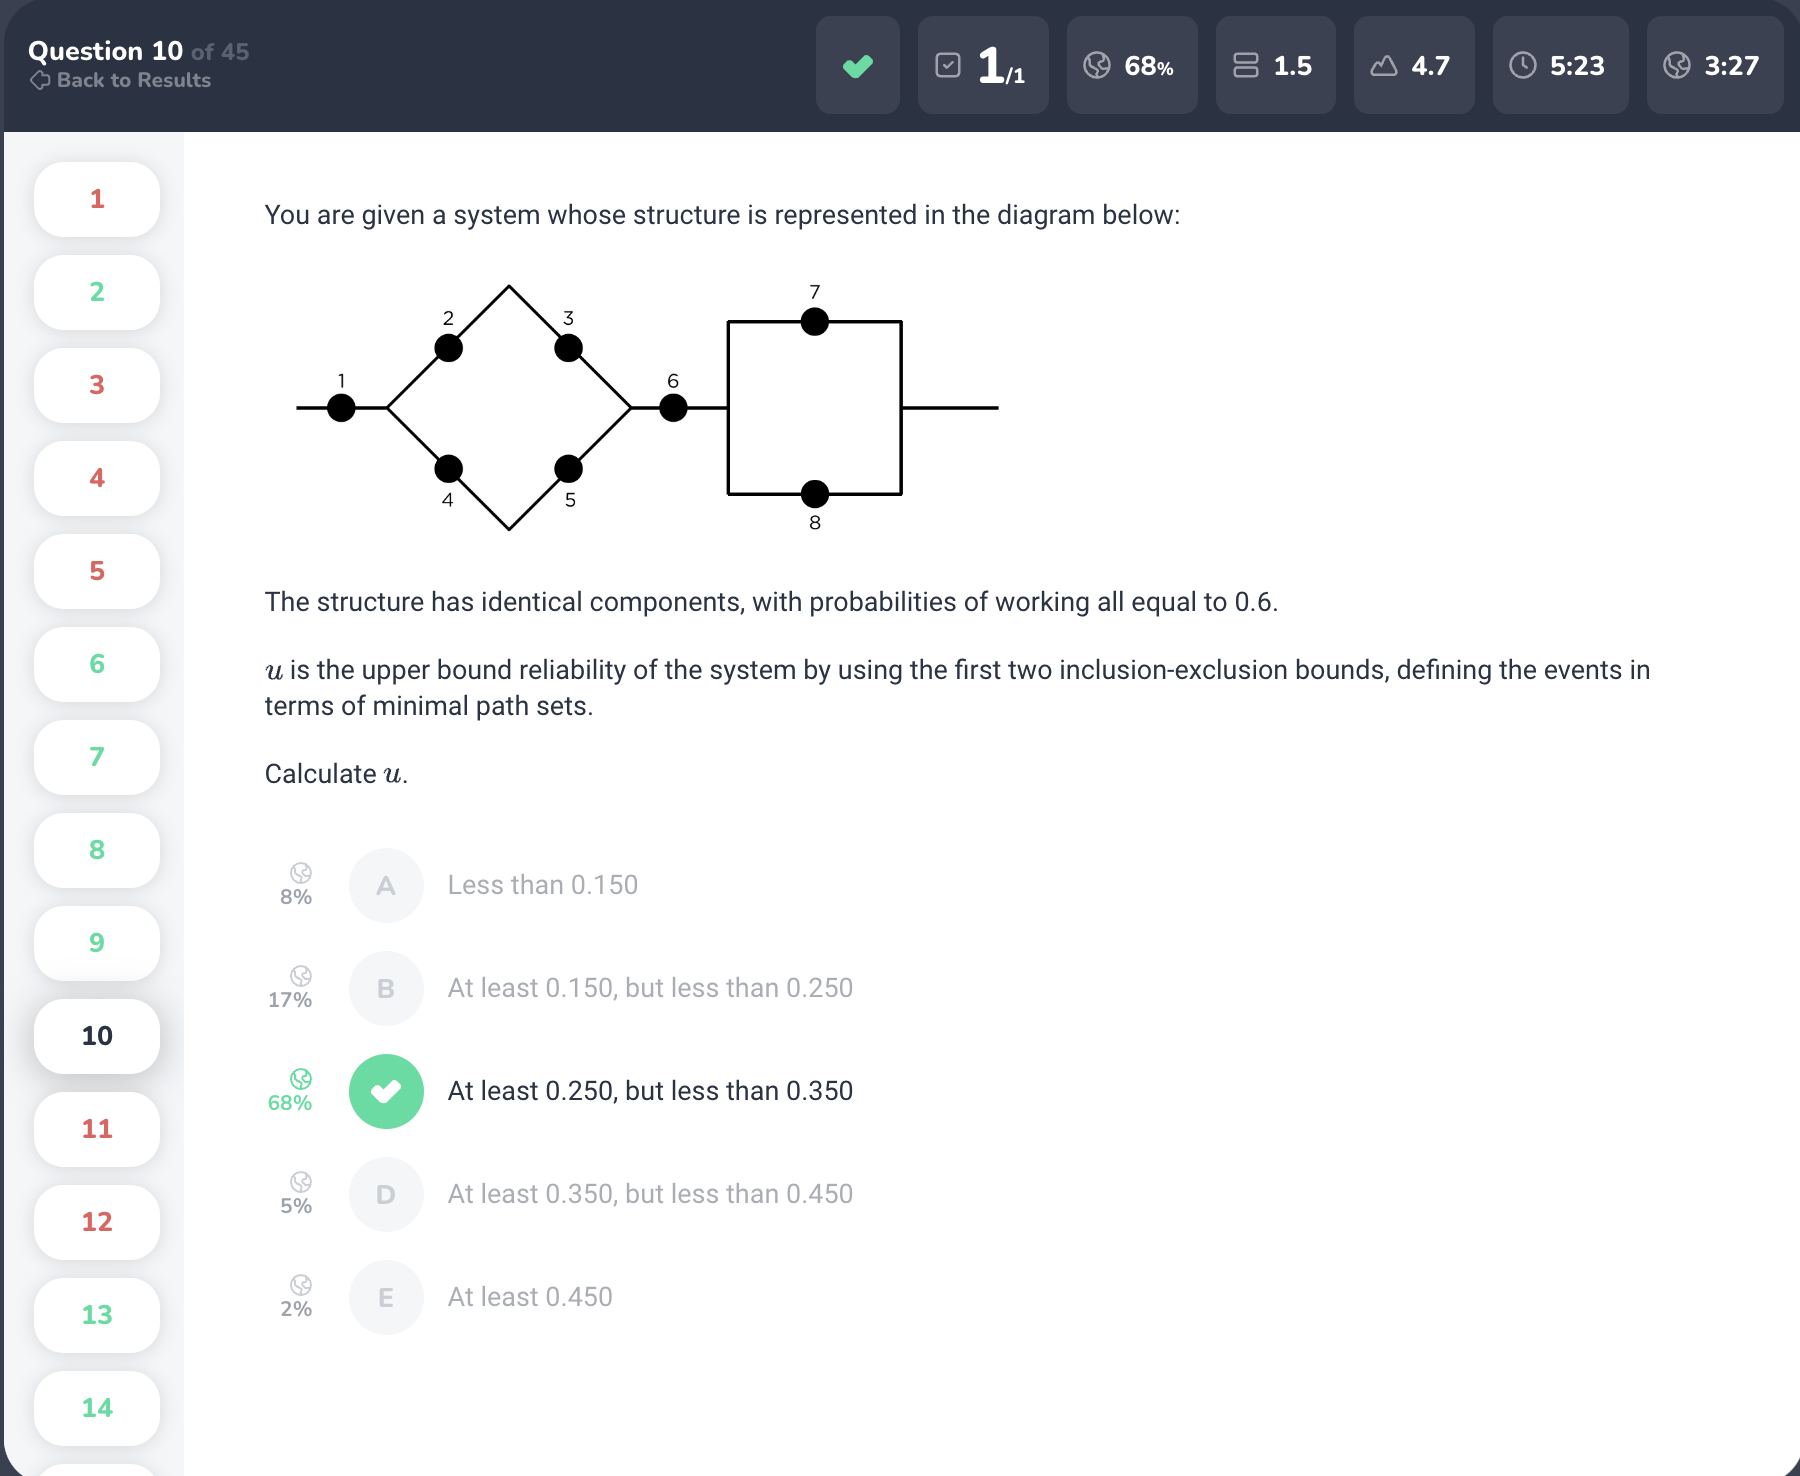 Question 10 of 45
Back to Results
1/1
68%
1.5
4.7
5:23
3:27
1
2
3
4
5
6
7
8
9
10
11
12
13
14
You are given a system whose structure is represented in the diagram below:
1
2
3
4
5
6
7
8
The structure has identical components, with probabilities of working all equal to 0.6.
u is the upper bound reliability of the system by using the first two inclusion-exclusion bounds, defining the events in
terms of minimal path sets.
Calculate u.
8% A Less than 0.150
17% B At least 0.150, but less than 0.250
68% At least 0.250, but less than 0.350
5% D At least 0.350, but less than 0.450
2% E At least 0.450